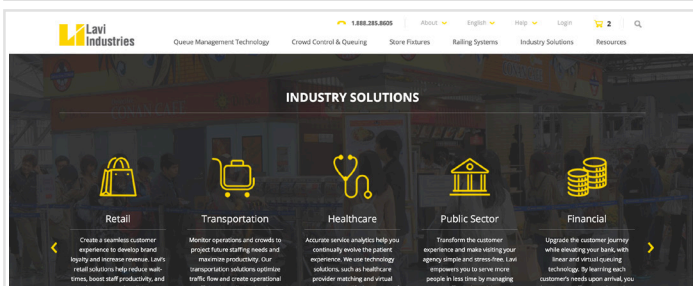 Lavi
Industries
1.888.285.8605
About
English
Help
Login
2
Queue Management Technology
Crowd Control & Queuing
Store Fixtures
Railing Systems
Industry Solutions
Resources
INDUSTRY SOLUTIONS
Retail
Create a seamless customer
experience to develop brand
loyalty and increase revenue. Lavi's
retail solutions help reduce wait-
times, boost staff productivity, and
Transportation
Monitor operations and crowds to
project future staffing needs and
maximize productivity. Our
transportation solutions optimize
traffic flow and create operational
Healthcare
Accurate service analytics help you
continually evolve the patient
experience. We use technology
solutions, such as healthcare
provider matching and virtual
Public Sector
Transform the customer
experience and make visiting your
agency simple and stress-free. Lavi
empowers you to serve more
people in less time by managing
Financial
Upgrade the customer journey
while elevating your bank, with
linear and virtual queuing
technology. By learning each
customer's needs upon arrival, you